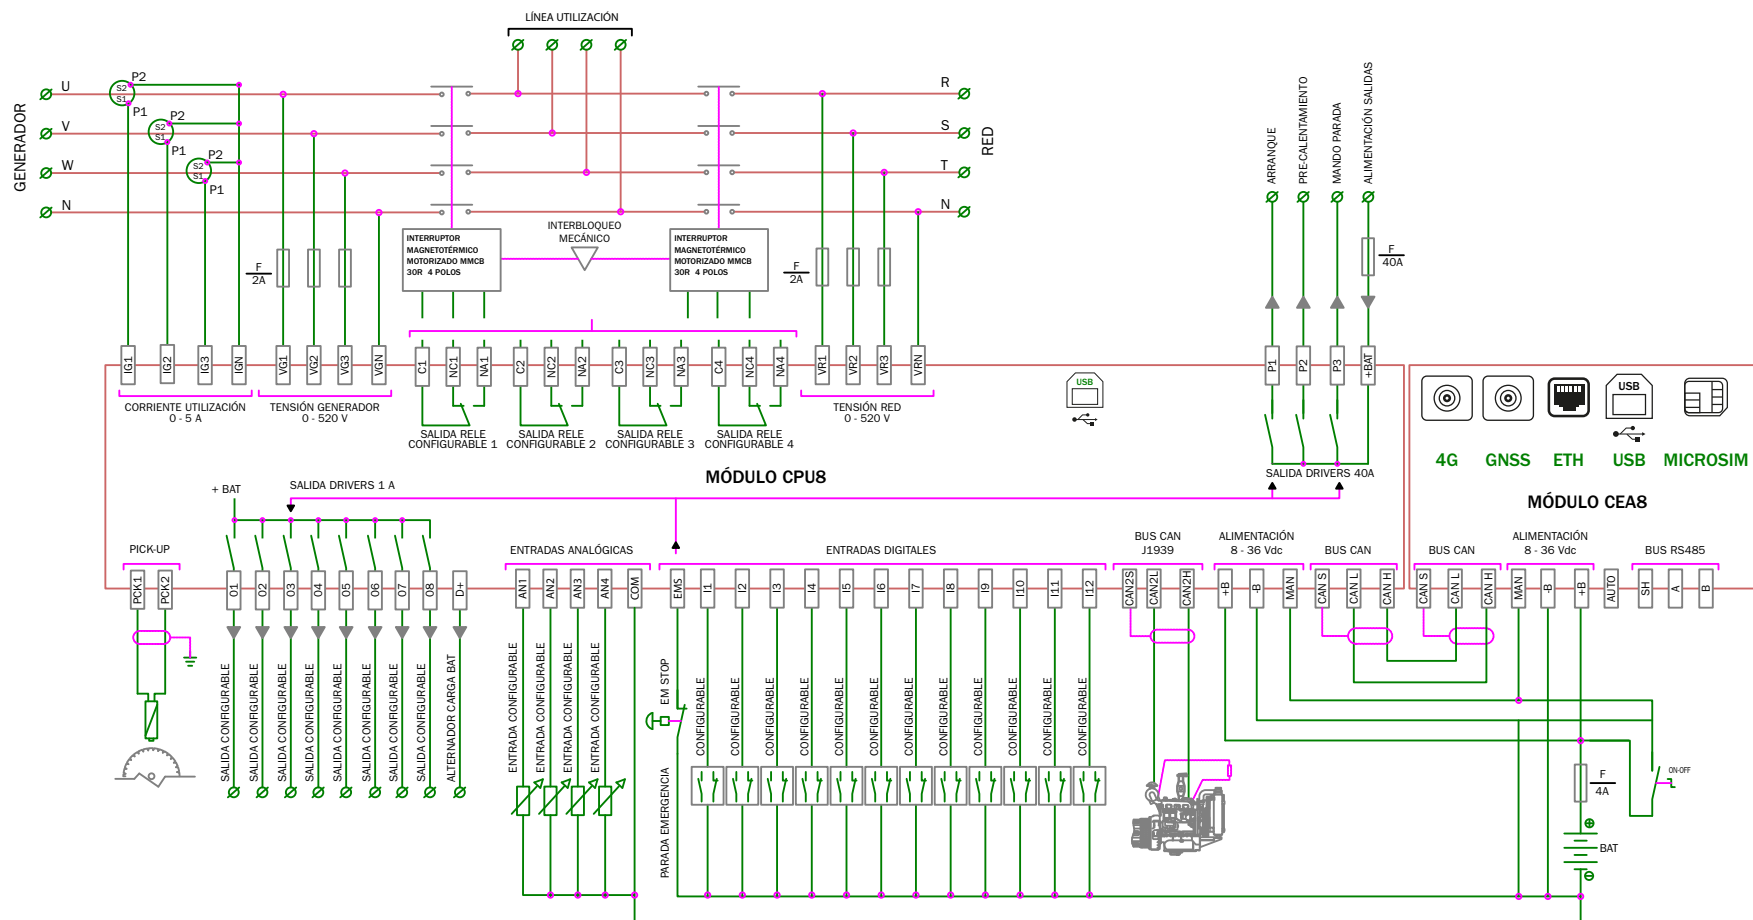 LÍNEA UTILIZACIÓN
GENERADOR
U
V
W
N
P2
S2
S1
P1
P2
S2
S1
P1
P2
S2
S1
P1
R
S
T
N
RED
INTERRUPTOR
MAGNETOTÉRMICO
MOTORIZADO MMCB
30R 4 POLOS
INTERBLOQUEO
MECÁNICO
INTERRUPTOR
MAGNETOTÉRMICO
MOTORIZADO MMCB
30R 4 POLOS
F
2A
F
2A
ARRANQUE
PRE-CALENTAMIENTO
MANDO PARADA
ALIMENTACIÓN SALIDAS
F
40A
IG1
IG2
IG3
IGN
VG1
VG2
VG3
VGN
C1
NC1
NA1
C2
NC2
NA2
C3
NC3
NA3
C4
NC4
NA4
VR1
VR2
VR3
VRN
P1
P2
P3
+BAT
CORRIENTE UTILIZACIÓN
0 - 5 A
TENSIÓN GENERADOR
0 - 520 V
SALIDA RELE
CONFIGURABLE 1
SALIDA RELE
CONFIGURABLE 2
SALIDA RELE
CONFIGURABLE 3
SALIDA RELE
CONFIGURABLE 4
TENSIÓN RED
0 - 520 V
USB
USB
4G
GNSS
ETH
USB
MICROSIM
MÓDULO CPU8
SALIDA DRIVERS 40A
MÓDULO CEA8
+ BAT
SALIDA DRIVERS 1 A
PICK-UP
ENTRADAS ANALÓGICAS
ENTRADAS DIGITALES
BUS CAN
J1939
ALIMENTACIÓN
8 - 36 Vdc
BUS CAN
BUS CAN
ALIMENTACIÓN
8 - 36 Vdc
BUS RS485
PCK1
PCK2
01
02
03
04
05
06
07
08
D+
AN1
AN2
AN3
AN4
COM
EMS
I1
I2
I3
I4
I5
I6
I7
I8
I9
I10
I11
I12
CAN2S
CAN2L
CAN2H
+B
-B
MAN
CAN S
CAN L
CAN H
CAN S
CAN L
CAN H
MAN
-B
+B
AUTO
SH
A
B
SALIDA CONFIGURABLE
SALIDA CONFIGURABLE
SALIDA CONFIGURABLE
SALIDA CONFIGURABLE
SALIDA CONFIGURABLE
SALIDA CONFIGURABLE
SALIDA CONFIGURABLE
SALIDA CONFIGURABLE
ALTERNADOR CARGA BAT
ENTRADA CONFIGURABLE
ENTRADA CONFIGURABLE
ENTRADA CONFIGURABLE
ENTRADA CONFIGURABLE
EM STOP
PARADA EMERGENCIA
CONFIGURABLE
CONFIGURABLE
CONFIGURABLE
CONFIGURABLE
CONFIGURABLE
CONFIGURABLE
CONFIGURABLE
CONFIGURABLE
CONFIGURABLE
CONFIGURABLE
CONFIGURABLE
CONFIGURABLE
ON-OFF
F
4A
BAT